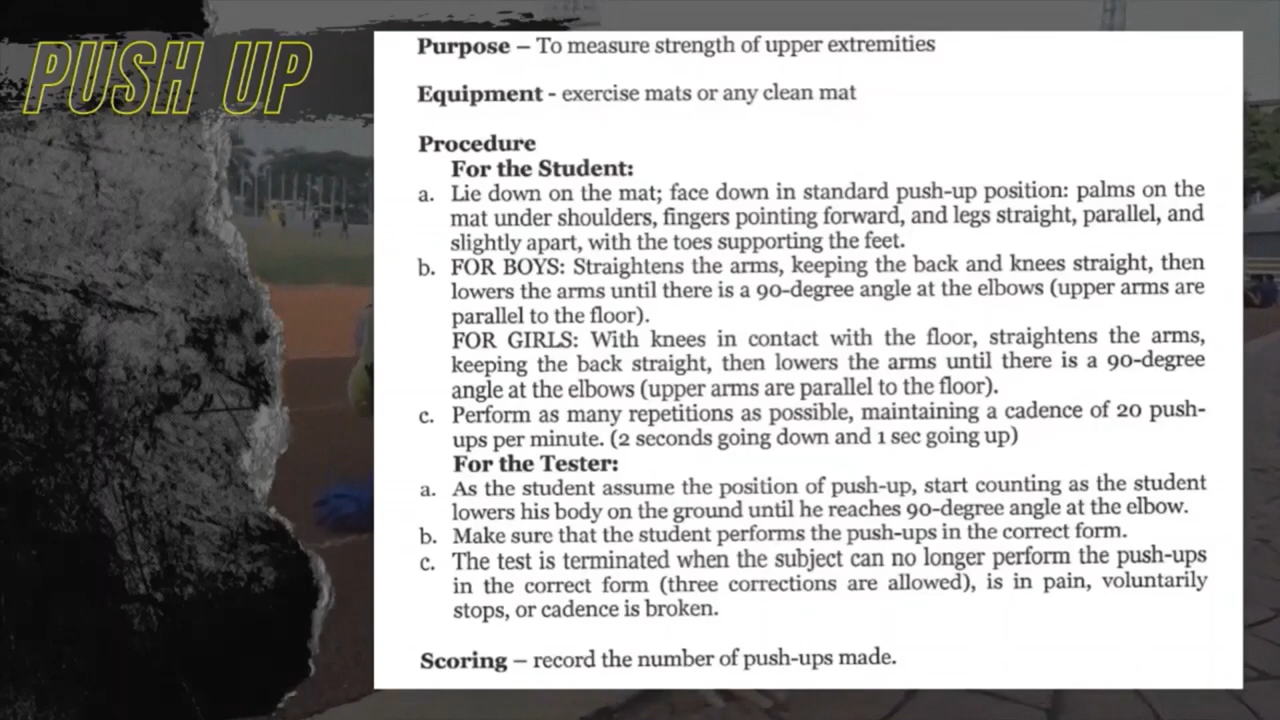 PUSH UP
Purpose – To measure strength of upper extremities
Equipment - exercise mats or any clean mat
Procedure
For the Student:
a. Lie down on the mat; face down in standard push-up position: palms on the
mat under shoulders, fingers pointing forward, and legs straight, parallel, and
slightly apart, with the toes supporting the feet.
b. FOR BOYS: Straightens the arms, keeping the back and knees straight, then
lowers the arms until there is a 90-degree angle at the elbows (upper arms are
parallel to the floor).
FOR GIRLS: With knees in contact with the floor, straightens the arms,
keeping the back straight, then lowers the arms until there is a 90-degree
angle at the elbows (upper arms are parallel to the floor).
c. Perform as many repetitions as possible, maintaining a cadence of 20 push-
ups per minute. (2 seconds going down and 1 sec going up)
For the Tester:
a. As the student assume the position of push-up, start counting as the student
lowers his body on the ground until he reaches 90-degree angle at the elbow.
b. Make sure that the student performs the push-ups in the correct form.
c. The test is terminated when the subject can no longer perform the push-ups
in the correct form (three corrections are allowed), is in pain, voluntarily
stops, or cadence is broken.
Scoring – record the number of push-ups made.